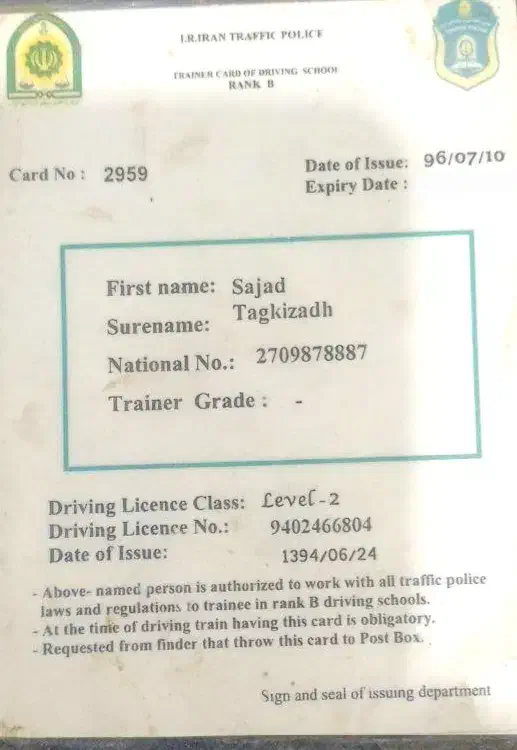 I.R.IRAN TRAFFIC POLICE
TRAINER CARD OF DRIVING SCHOOL
RANK B
Card No : 2959
Date of Issue: 96/07/10
Expiry Date :
First name: Sajad
Surename: Tagkizadh
National No.: 2709878887
Trainer Grade : -
Driving Licence Class: Level-2
Driving Licence No.: 9402466804
Date of Issue: 1394/06/24
- Above- named person is authorized to work with all traffic police
laws and regulations to trainee in rank B driving schools.
- At the time of driving train having this card is obligatory.
- Requested from finder that throw this card to Post Box.
Sign and seal of issuing department